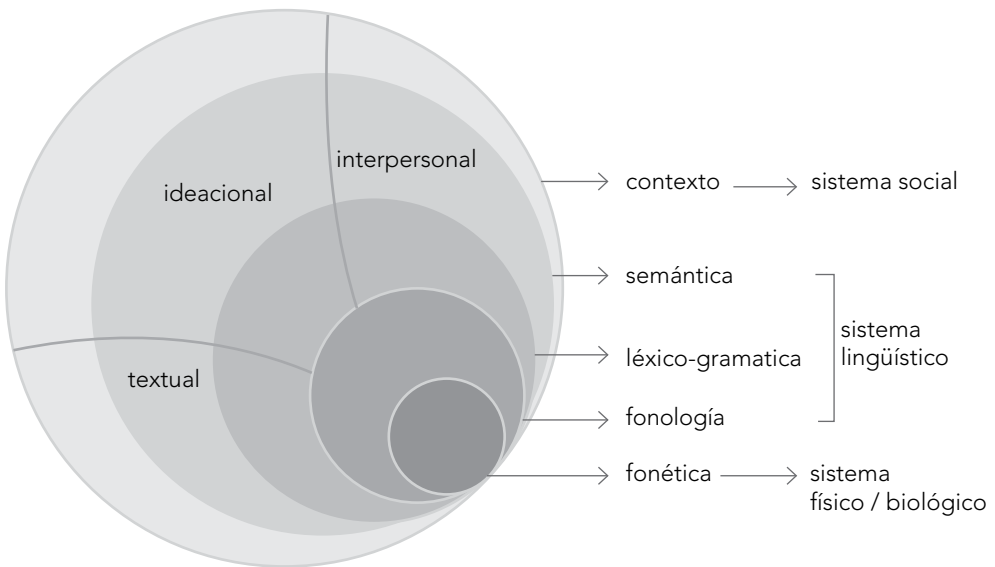 interpersonal
ideacional
textual
contexto
sistema social
semántica
léxico-gramatica
fonología
sistema
lingüístico
fonética
sistema
físico / biológico